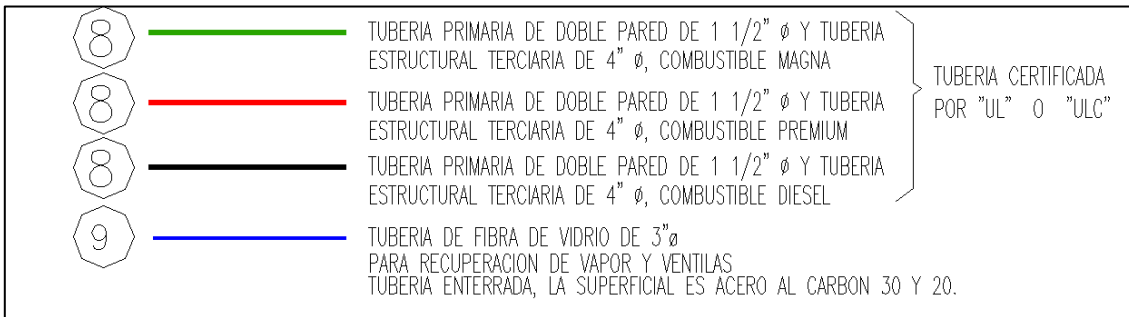 8
TUBERIA PRIMARIA DE DOBLE PARED DE 1 1/2" ø Y TUBERIA
ESTRUCTURAL TERCIARIA DE 4" ø, COMBUSTIBLE MAGNA
8
TUBERIA PRIMARIA DE DOBLE PARED DE 1 1/2" ø Y TUBERIA
ESTRUCTURAL TERCIARIA DE 4" ø, COMBUSTIBLE PREMIUM
8
TUBERIA PRIMARIA DE DOBLE PARED DE 1 1/2" ø Y TUBERIA
ESTRUCTURAL TERCIARIA DE 4" ø, COMBUSTIBLE DIESEL
TUBERIA CERTIFICADA
POR "UL" O "ULC"
9
TUBERIA DE FIBRA DE VIDRIO DE 3"ø
PARA RECUPERACION DE VAPOR Y VENTILAS
TUBERIA ENTERRADA, LA SUPERFICIAL ES ACERO AL CARBON 30 Y 20.